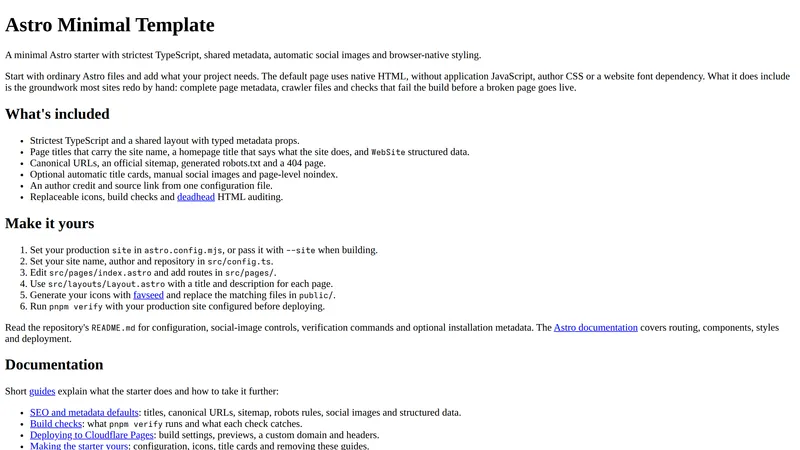 Astro Minimal Template
A minimal Astro starter with strictest TypeScript, shared metadata, automatic social images and browser-native styling.
Start with ordinary Astro files and add what your project needs. The default page uses native HTML, without application JavaScript, author CSS or a website font dependency. What it does include
is the groundwork most sites redo by hand: complete page metadata, crawler files and checks that fail the build before a broken page goes live.
What's included
• Strictest TypeScript and a shared layout with typed metadata props.
• Page titles that carry the site name, a homepage title that says what the site does, and WebSite structured data.
• Canonical URLs, an official sitemap, generated robots.txt and a 404 page.
• Optional automatic title cards, manual social images and page-level noindex.
• An author credit and source link from one configuration file.
• Replaceable icons, build checks and deadhead HTML auditing.
Make it yours
1. Set your production site in astro.config.mjs, or pass it with --site when building.
2. Set your site name, author and repository in src/config.ts.
3. Edit src/pages/index.astro and add routes in src/pages/.
4. Use src/layouts/Layout.astro with a title and description for each page.
5. Generate your icons with favseed and replace the matching files in public/.
6. Run pnpm verify with your production site configured before deploying.
Read the repository's README.md for configuration, social-image controls, verification commands and optional installation metadata. The Astro documentation covers routing, components, styles
and deployment.
Documentation
Short guides explain what the starter does and how to take it further:
• SEO and metadata defaults: titles, canonical URLs, sitemap, robots rules, social images and structured data.
• Build checks: what pnpm verify runs and what each check catches.
• Deploying to Cloudflare Pages: build settings, previews, a custom domain and headers.
• Making the starter yours: configuration, icons, title cards and removing these guides.